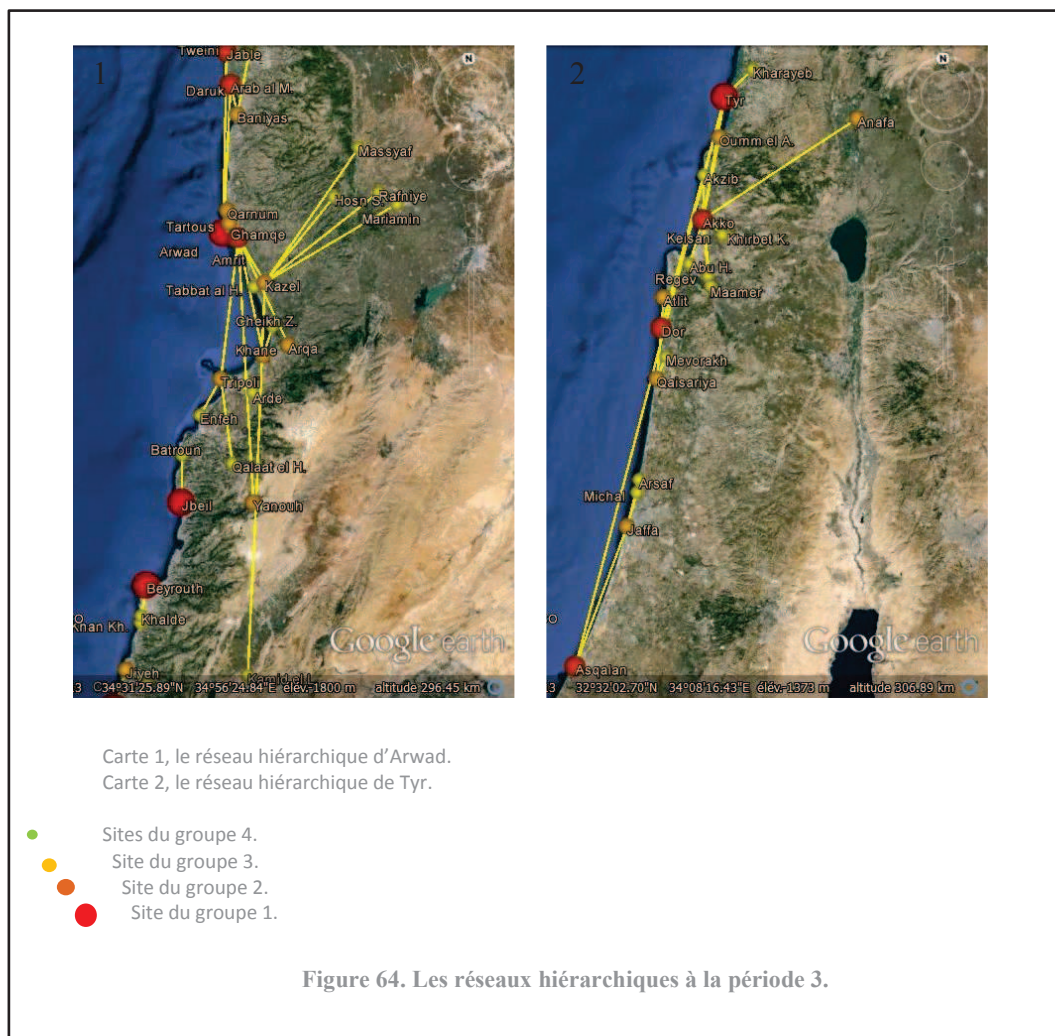 1
N
Tweini
Jable
Daruk
Arab al M.
Baniyas
Massyaf
Hosn S.
Rafniye
Mariamin
Qarnum
Tartous
Ghamqe
Arwad
Amrit
Tabbat al H.
Kazel
Cheikh Z.
Khane
Arqa
Tripoli
Arde
Enfeh
Batroun
Qalaat el H.
Jbeil
Yanouh
Beyrouth
Khalde
Khan Kh.
Google earth
Jiyeh
Kamid el L.
34°31'25.89"N 34°56'24.84"E élév.-1800 m altitude 296.45 km
2
N
Kharayeb
Tyr
Anafa
Oumm el A.
Akzib
Akko
Keisan
Khirbet K.
Abu H.
Regev
Maamer
Atlit
Dor
Mevorakh
Qaisariya
Arsaf
Michal
Jaffa
Google earth
Asqalan
32°32'02.70"N 34°08'16.43"E élév.-1373 m altitude 306.89 km
Carte 1, le réseau hiérarchique d’Arwad.
Carte 2, le réseau hiérarchique de Tyr.
Sites du groupe 4.
Site du groupe 3.
Site du groupe 2.
Site du groupe 1.
Figure 64. Les réseaux hiérarchiques à la période 3.